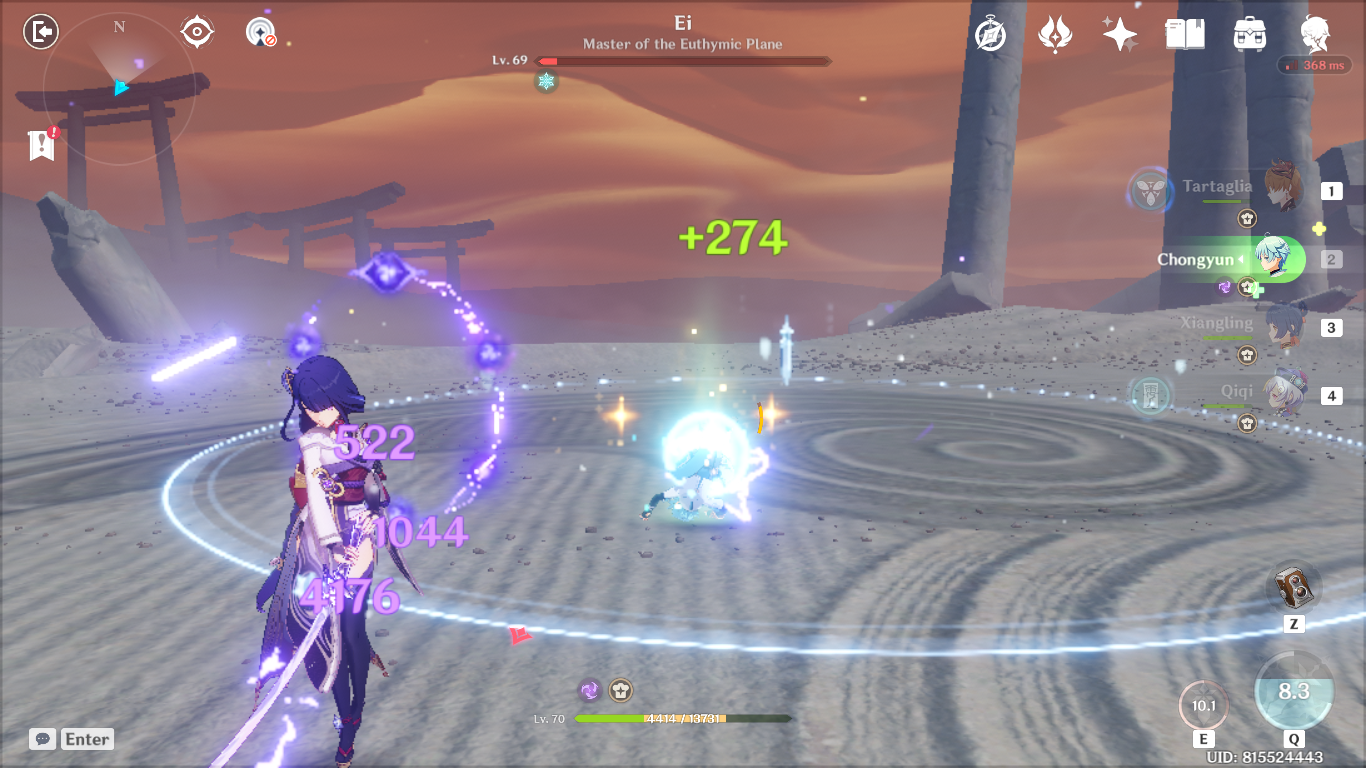 N
Ei
Master of the Euthymic Plane
Lv. 69
368 ms
Tartaglia
1
+274
Chongyun
2
Xiangling
3
Qiqi
4
522
1044
4176
Z
Lv. 70
4414 / 13731
10.1
8.3
E
Q
Enter
UID: 815524443